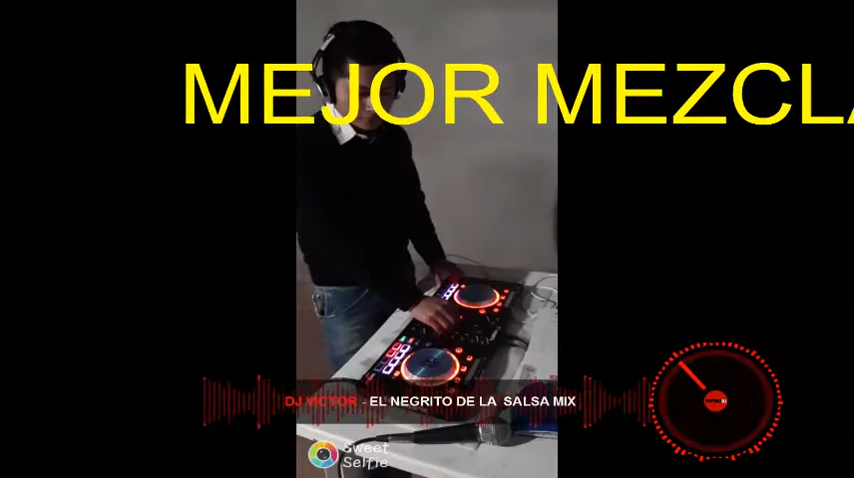 MEJOR MEZCLA
DJ VICTOR - EL NEGRITO DE LA SALSA MIX
Sweet
Selfie